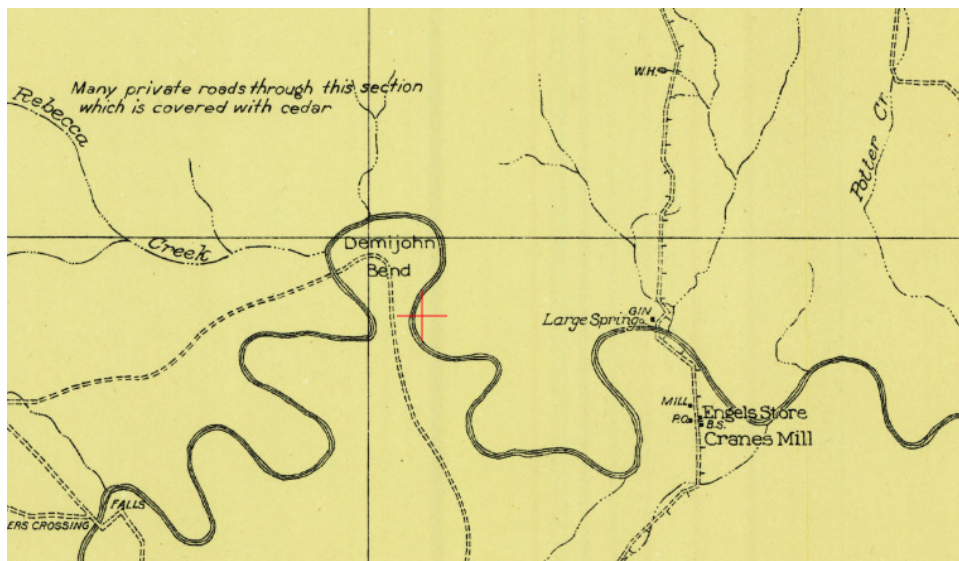 W.H.
Many private roads through this section
which is covered with cedar
Rebecca
Creek
Potter Cr
Demijohn
Bend
GIN
Large Springs
MILL
P.O.
Engels Store
B.S.
Cranes Mill
FALLS
ERS CROSSING